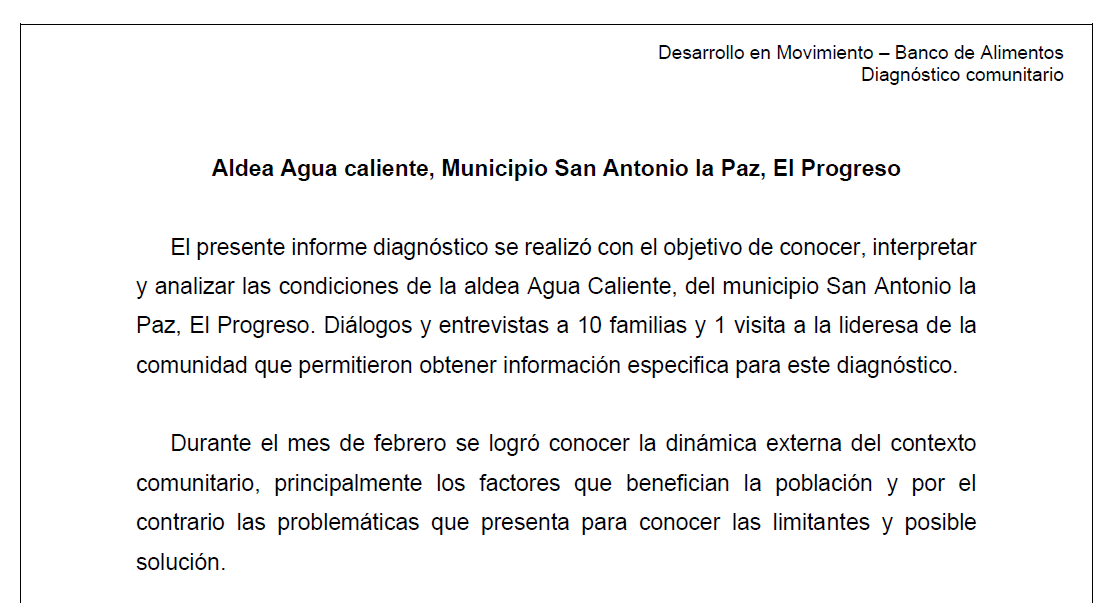 Desarrollo en Movimiento – Banco de Alimentos
Diagnóstico comunitario
Aldea Agua caliente, Municipio San Antonio la Paz, El Progreso
El presente informe diagnóstico se realizó con el objetivo de conocer, interpretar
y analizar las condiciones de la aldea Agua Caliente, del municipio San Antonio la
Paz, El Progreso. Diálogos y entrevistas a 10 familias y 1 visita a la lideresa de la
comunidad que permitieron obtener información especifica para este diagnóstico.
Durante el mes de febrero se logró conocer la dinámica externa del contexto
comunitario, principalmente los factores que benefician la población y por el
contrario las problemáticas que presenta para conocer las limitantes y posible
solución.